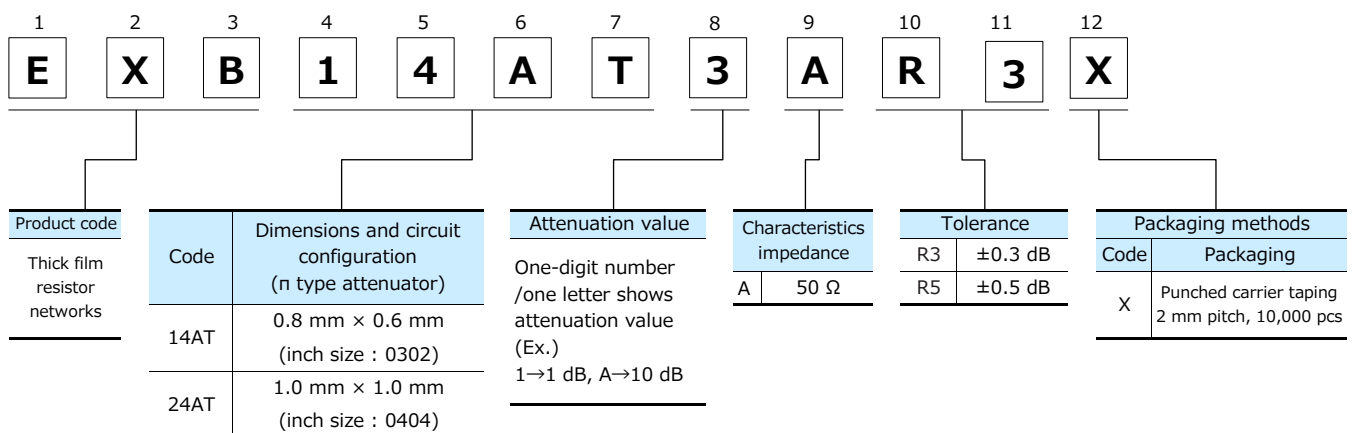 1 2 3 4 5 6 7 8 9 10 11 12
E X B 1 4 A T 3 A R 3 X
Product code
Thick film
resistor
networks
Code
Dimensions and circuit
configuration
(π type attenuator)
14AT
0.8 mm × 0.6 mm
(inch size : 0302)
24AT
1.0 mm × 1.0 mm
(inch size : 0404)
Attenuation value
One-digit number
/one letter shows
attenuation value
(Ex.)
1→1 dB, A→10 dB
Characteristics
impedance
A 50 Ω
Tolerance
R3 ±0.3 dB
R5 ±0.5 dB
Packaging methods
Code Packaging
X
Punched carrier taping
2 mm pitch, 10,000 pcs